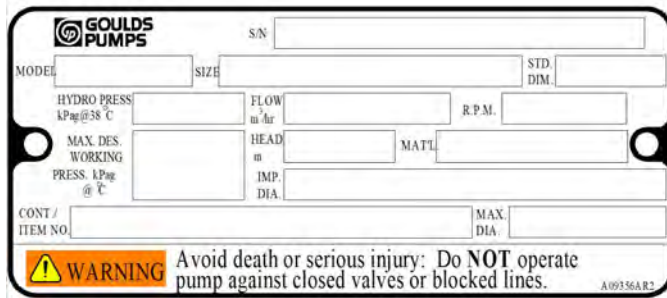 GOULDS
PUMPS
S/N
MODEL
SIZE
STD.
DIM.
HYDRO PRESS
kPag@38 °C
FLOW
m³/hr
R.P.M.
MAX. DES.
WORKING
PRESS. kPag
@ °C
HEAD
m
MAT'L
IMP.
DIA.
CONT /
ITEM NO.
MAX.
DIA.
WARNING
Avoid death or serious injury: Do NOT operate
pump against closed valves or blocked lines.
A09356AR2